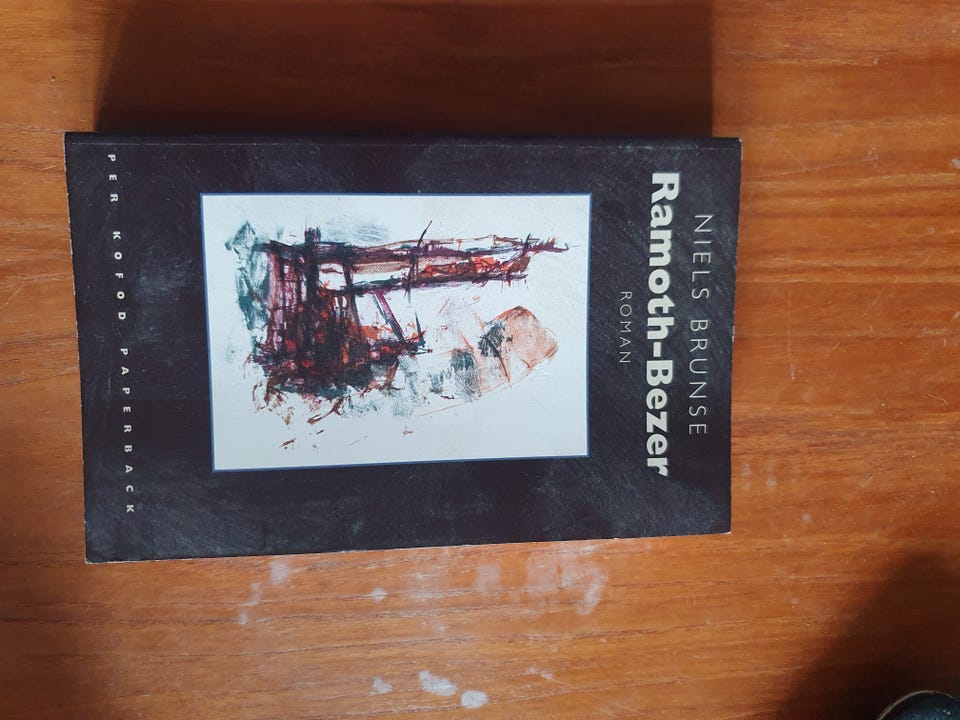 NIELS BRUNSE
Ramoth-Bezer
ROMAN
PER KOFOD PAPERBACK